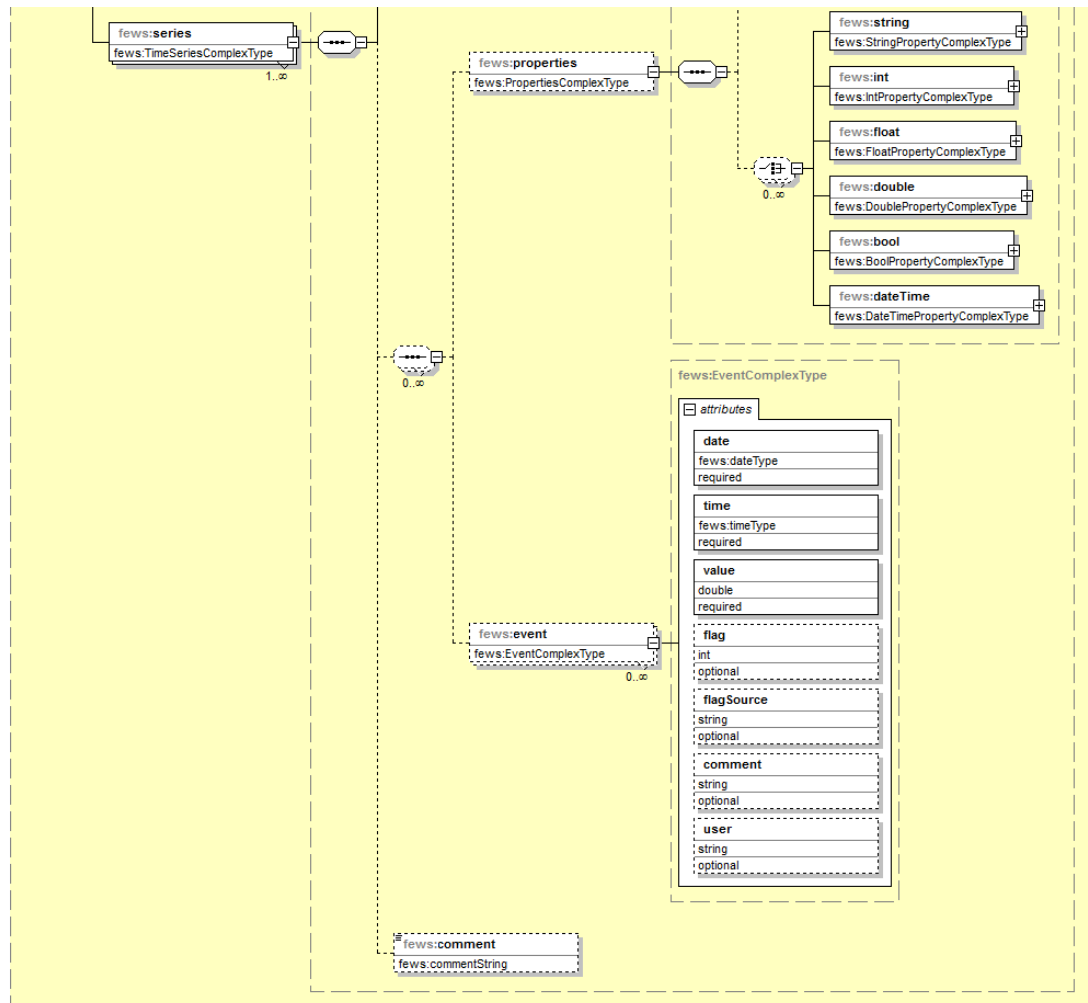 fews:series
fews:TimeSeriesComplexType
1..∞
fews:properties
fews:PropertiesComplexType
fews:string
fews:StringPropertyComplexType
fews:int
fews:IntPropertyComplexType
fews:float
fews:FloatPropertyComplexType
0..∞
fews:double
fews:DoublePropertyComplexType
fews:bool
fews:BoolPropertyComplexType
fews:dateTime
fews:DateTimePropertyComplexType
0..∞
fews:EventComplexType
attributes
date
fews:dateType
required
time
fews:timeType
required
value
double
required
fews:event
fews:EventComplexType
0..∞
flag
int
optional
flagSource
string
optional
comment
string
optional
user
string
optional
fews:comment
fews:commentString